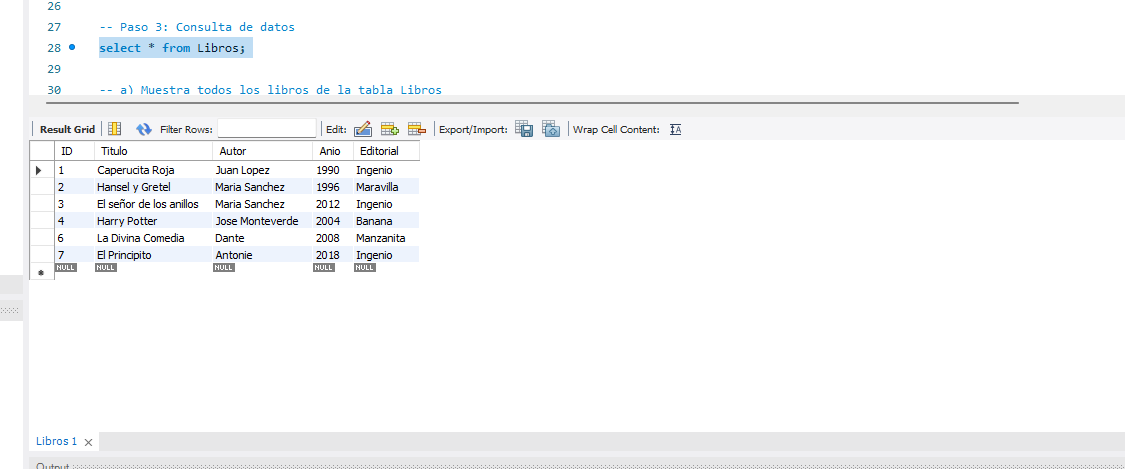 26
27 -- Paso 3: Consulta de datos
28 select * from Libros;
29
30 -- a) Muestra todos los libros de la tabla Libros
Result Grid Filter Rows: Edit: Export/Import: Wrap Cell Content: IA
ID Titulo Autor Anio Editorial
1 Caperucita Roja Juan Lopez 1990 Ingenio
2 Hansel y Gretel Maria Sanchez 1996 Maravilla
3 El señor de los anillos Maria Sanchez 2012 Ingenio
4 Harry Potter Jose Monteverde 2004 Banana
6 La Divina Comedia Dante 2008 Manzanita
7 El Principito Antonie 2018 Ingenio
NULL NULL NULL NULL NULL
Libros 1
Output